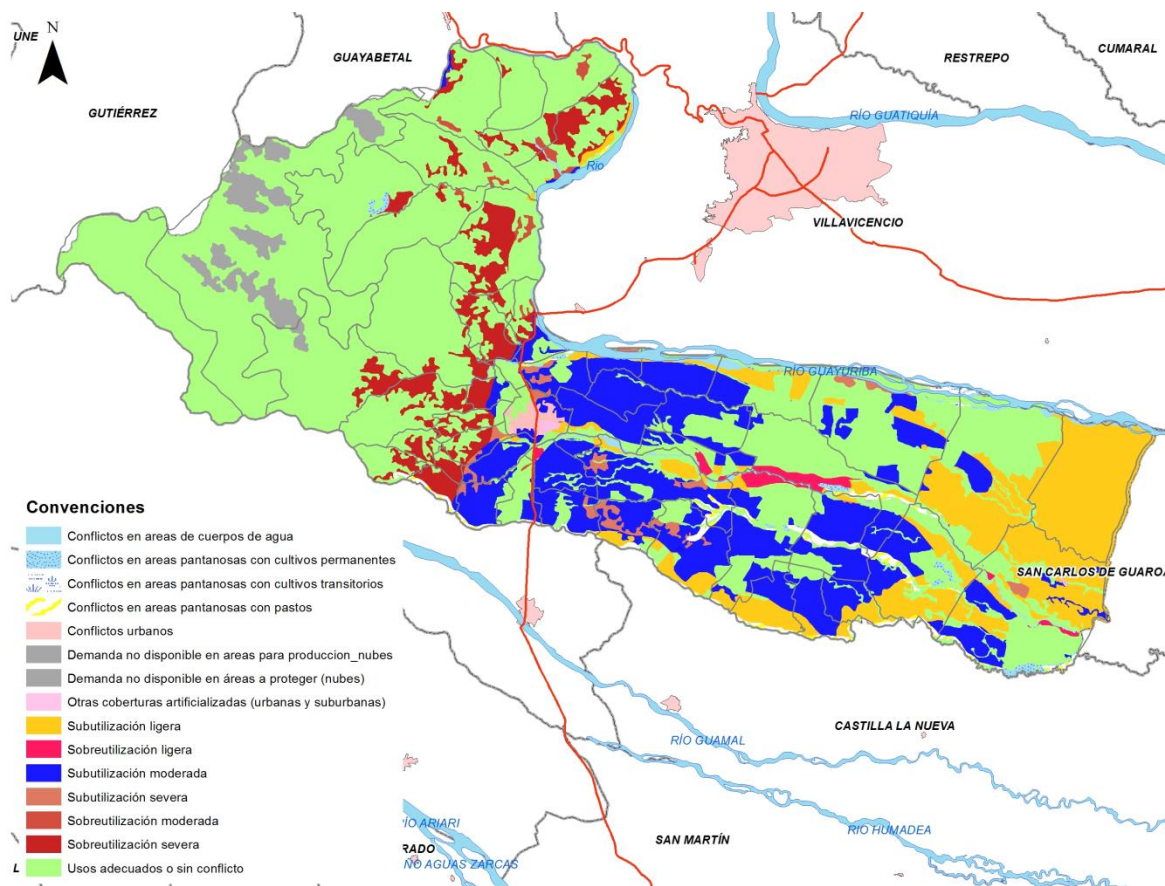 N
UNE
GUAYABETAL
RESTREPO
CUMARAL
GUTIÉRREZ
RÍO GUATIQUÍA
Rio
VILLAVICENCIO
RÍO GUAYURIBA
SAN CARLOS DE GUAROA
CASTILLA LA NUEVA
RÍO GUAMAL
RIO HUMADEA
SAN MARTÍN
ÍO ARIARI
RADO
NO AGUAS ZARCAS
L
Convenciones
Conflictos en areas de cuerpos de agua
Conflictos en areas pantanosas con cultivos permanentes
Conflictos en areas pantanosas con cultivos transitorios
Conflictos en areas pantanosas con pastos
Conflictos urbanos
Demanda no disponible en areas para produccion_nubes
Demanda no disponible en áreas a proteger (nubes)
Otras coberturas artificializadas (urbanas y suburbanas)
Subutilización ligera
Sobreutilización ligera
Subutilización moderada
Subutilización severa
Sobreutilización moderada
Sobreutilización severa
Usos adecuados o sin conflicto